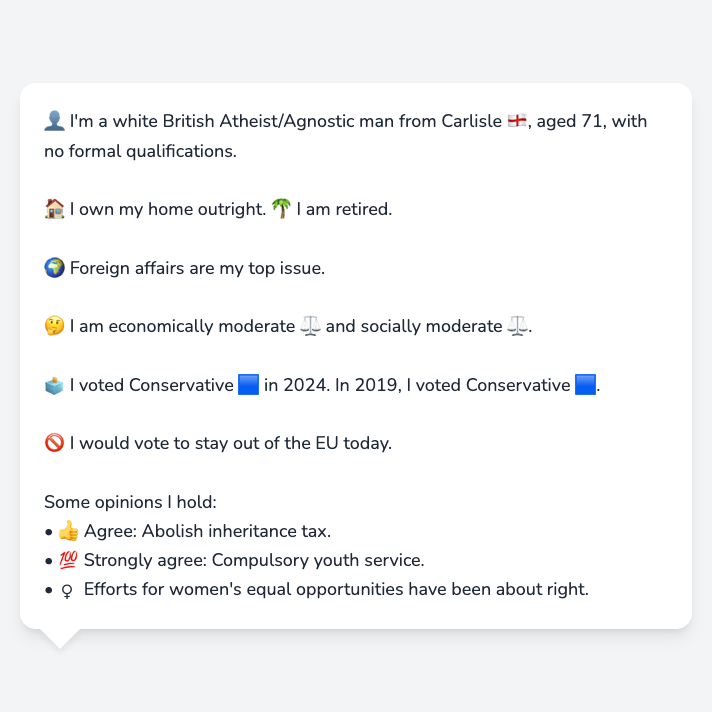 👤 I'm a white British Atheist/Agnostic man from Carlisle 🏴󠁧󠁢󠁥󠁮󠁧󠁿, aged 71, with
no formal qualifications.
🏠 I own my home outright. 🌴 I am retired.
🌍 Foreign affairs are my top issue.
🤔 I am economically moderate ⚖️ and socially moderate ⚖️.
🗳️ I voted Conservative 🟦 in 2024. In 2019, I voted Conservative 🟦.
🚫 I would vote to stay out of the EU today.
Some opinions I hold:
• 👍 Agree: Abolish inheritance tax.
• 💯 Strongly agree: Compulsory youth service.
• ♀ Efforts for women's equal opportunities have been about right.